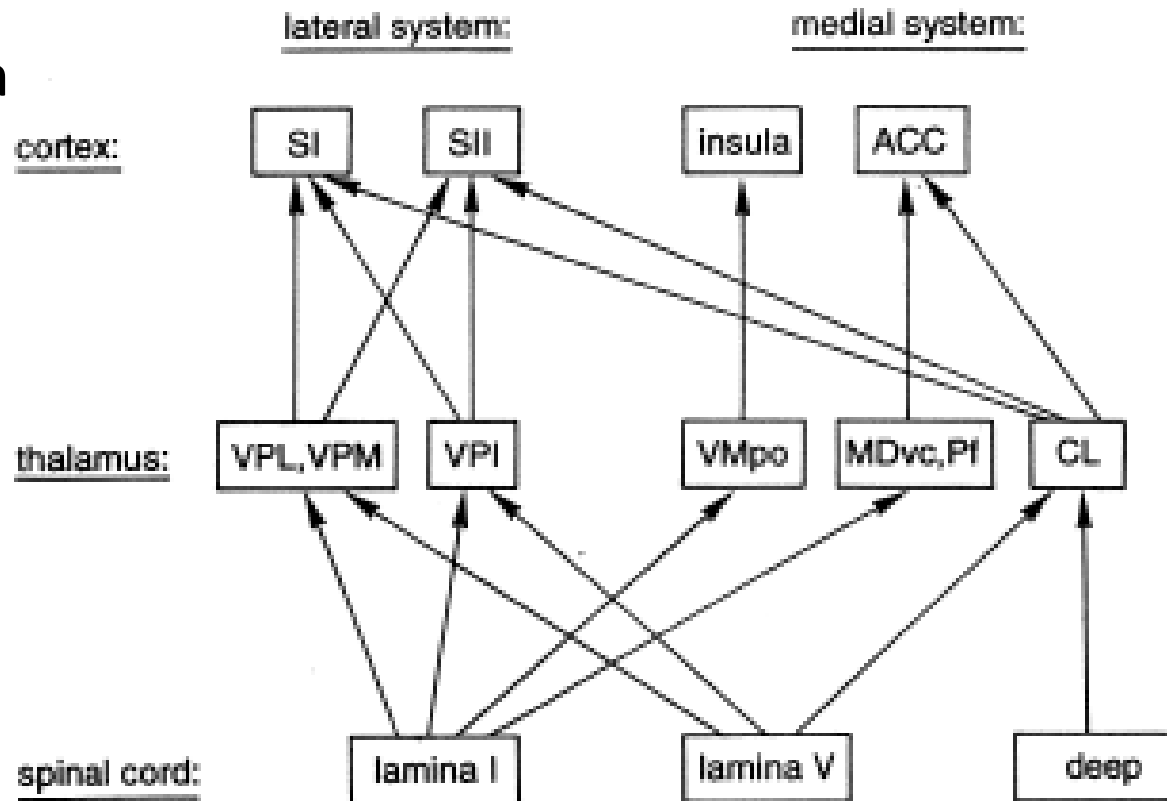 lateral system: medial system:
cortex: SI SII insula ACC
thalamus: VPL,VPM VPI VMpo MDvc,Pf CL
spinal cord: lamina I lamina V deep